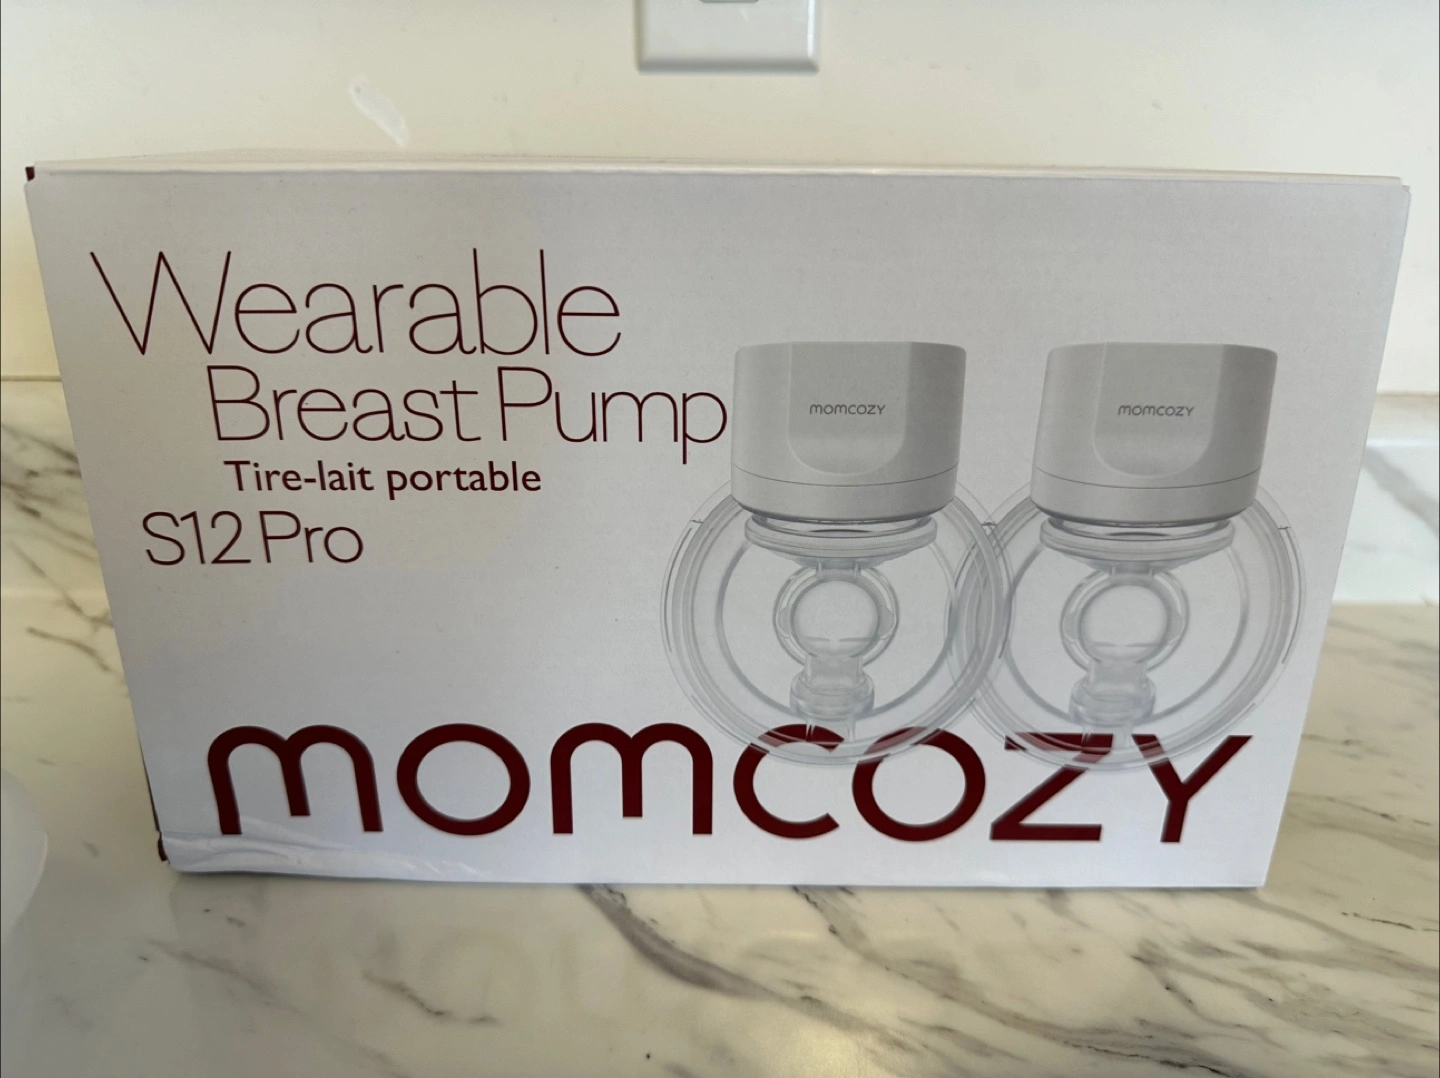 Wearable
Breast Pump
Tire-lait portable
S12 Pro
momcozy
momcozy
momcozy